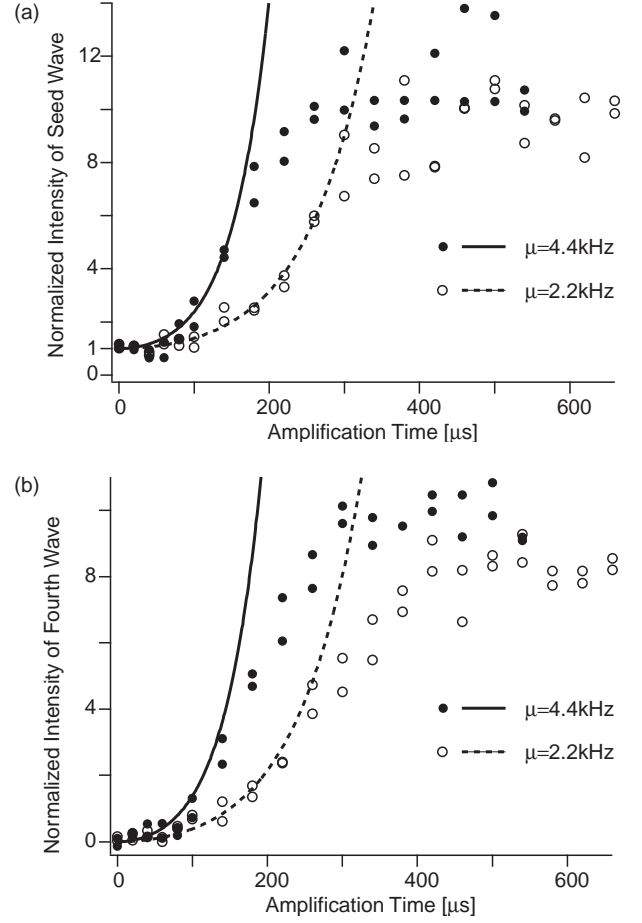 (a)
Normalized Intensity of Seed Wave
12
8
4
1
0
μ=4.4kHz
μ=2.2kHz
0 200 400 600
Amplification Time [μs]
(b)
Normalized Intensity of Fourth Wave
8
4
0
μ=4.4kHz
μ=2.2kHz
0 200 400 600
Amplification Time [μs]